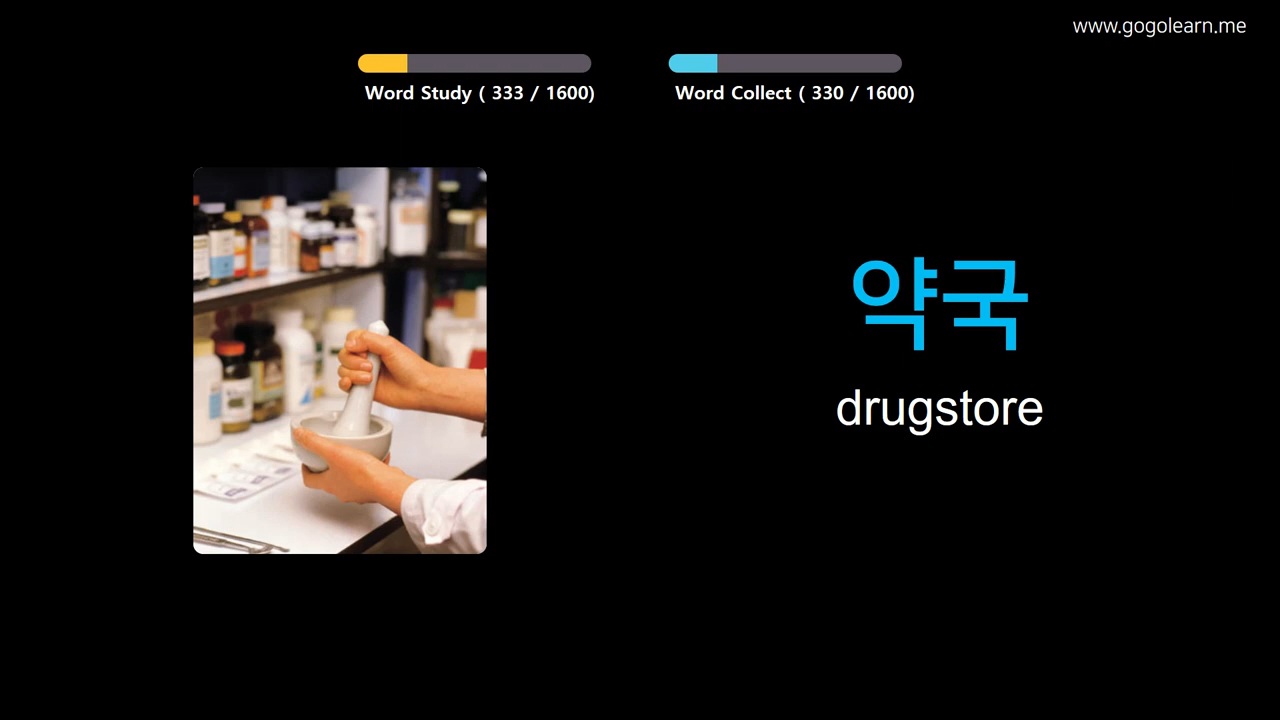 www.gogolearn.me
Word Study ( 333 / 1600)
Word Collect ( 330 / 1600)
약국
drugstore